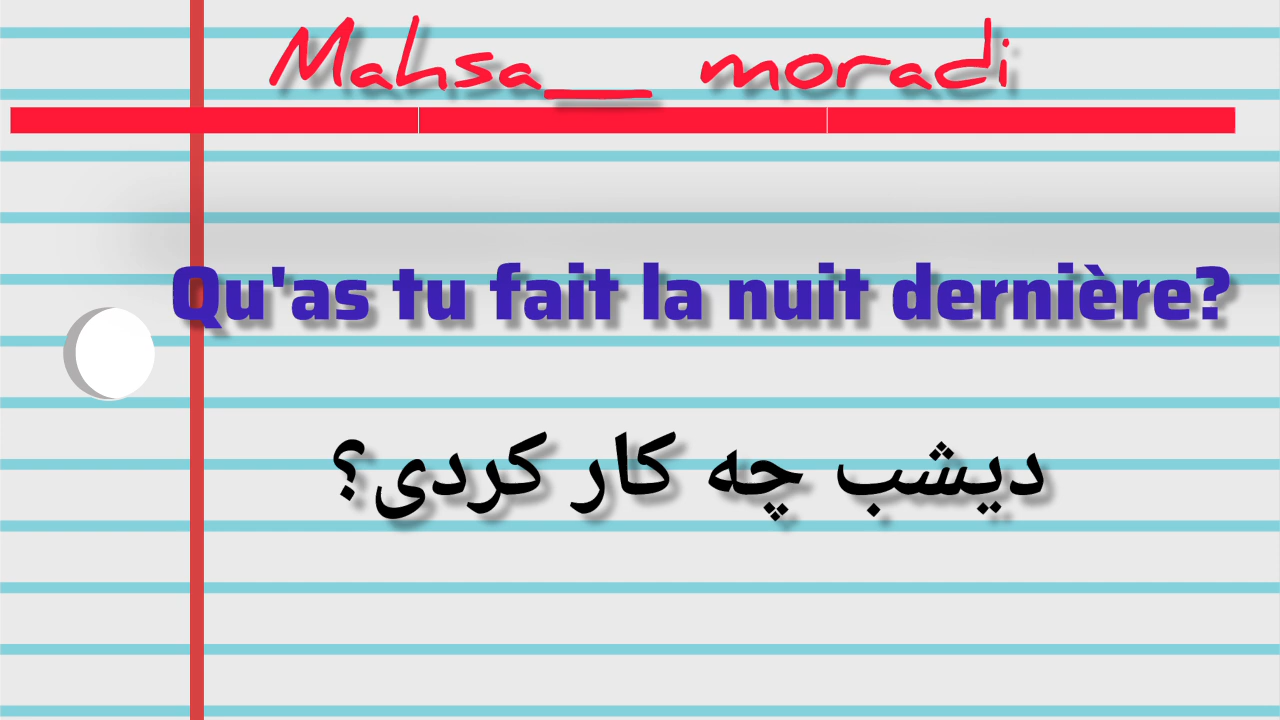 Mahsa__ moradi
Qu'as tu fait la nuit dernière?
دیشب چه کار کردی؟